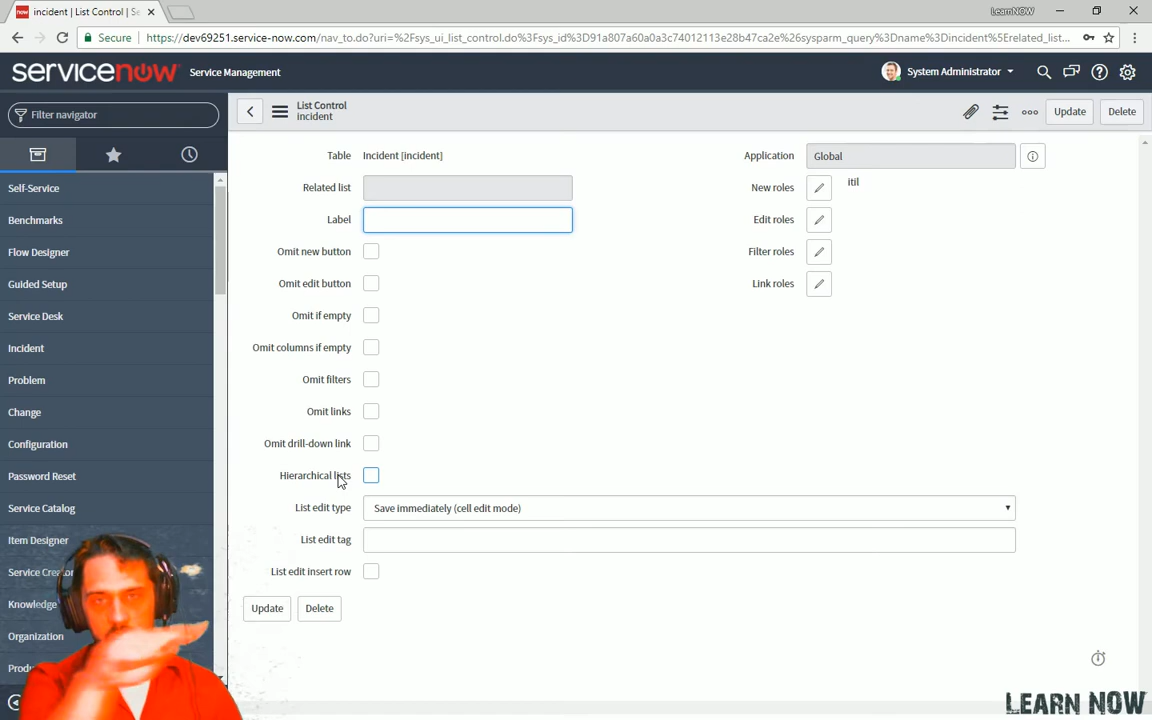 now incident | List Control | Se
LearnNOW
Secure
https://dev69251.service-now.com/nav_to.do?uri=%2Fsys_ui_list_control.do%3Fsys_id%3D91a807a60a0a3c74012113e28b47ca2e%26sysparm_query%3Dname%3Dincident%5Erelated_list...
servicenow Service Management
System Administrator
Filter navigator
List Control
incident
Update Delete
Self-Service
Benchmarks
Flow Designer
Guided Setup
Service Desk
Incident
Problem
Change
Configuration
Password Reset
Service Catalog
Item Designer
Service Creator
Knowledge
Organization
Produ
Table Incident [incident]
Related list
Label
Omit new button
Omit edit button
Omit if empty
Omit columns if empty
Omit filters
Omit links
Omit drill-down link
Hierarchical lists
List edit type Save immediately (cell edit mode)
List edit tag
List edit insert row
Update Delete
Application Global
New roles itil
Edit roles
Filter roles
Link roles
LEARN NOW